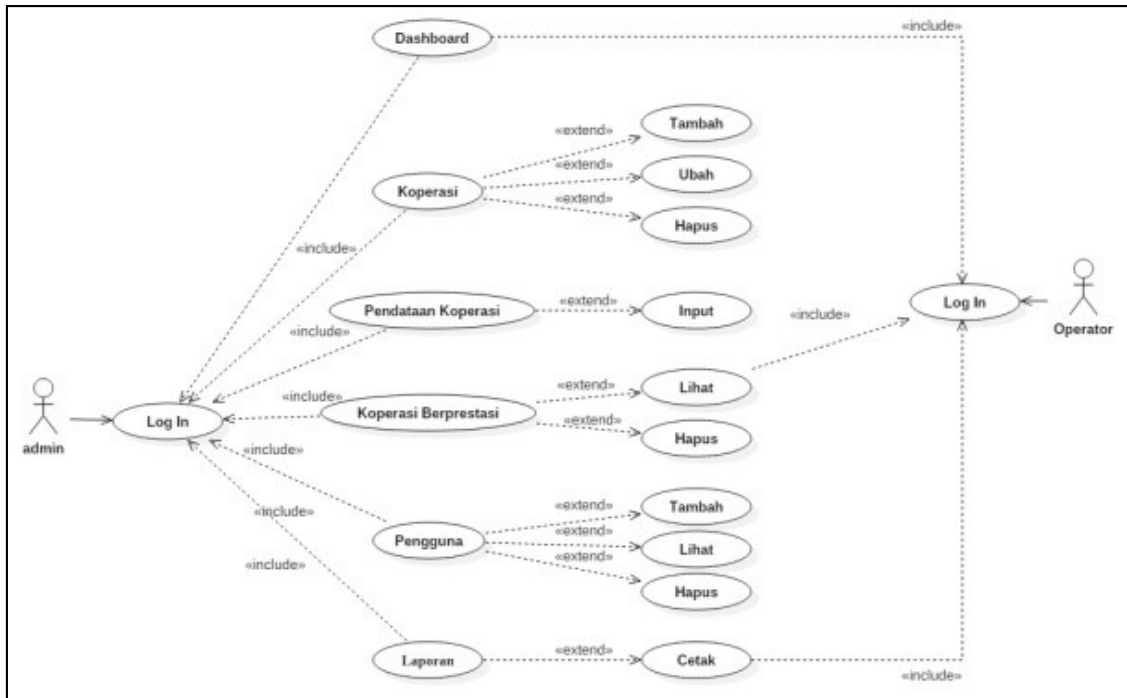 Dashboard
«include»
«extend»
Tambah
«extend»
Ubah
Koperasi
«extend»
Hapus
«include»
Pendataan Koperasi
«extend»
Input
«include»
«include»
Log In
Operator
«extend»
Lihat
«include»
Koperasi Berprestasi
«extend»
Hapus
Log In
admin
«include»
«extend»
Tambah
«include»
Pengguna
«extend»
Lihat
«extend»
Hapus
«include»
Laporan
«extend»
Cetak
«include»